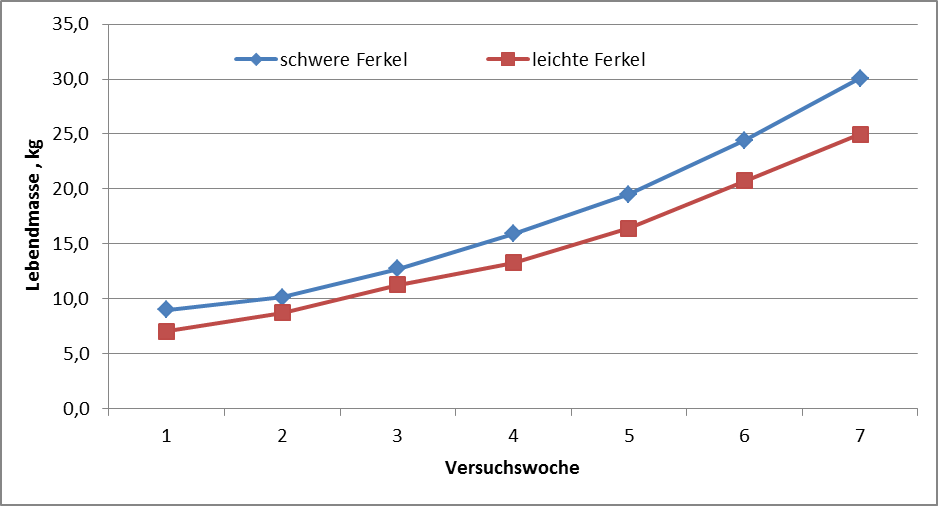 35,0
schwere Ferkel leichte Ferkel
30,0
25,0
20,0
15,0
10,0
5,0
0,0
Lebendmasse , kg
1 2 3 4 5 6 7
Versuchswoche